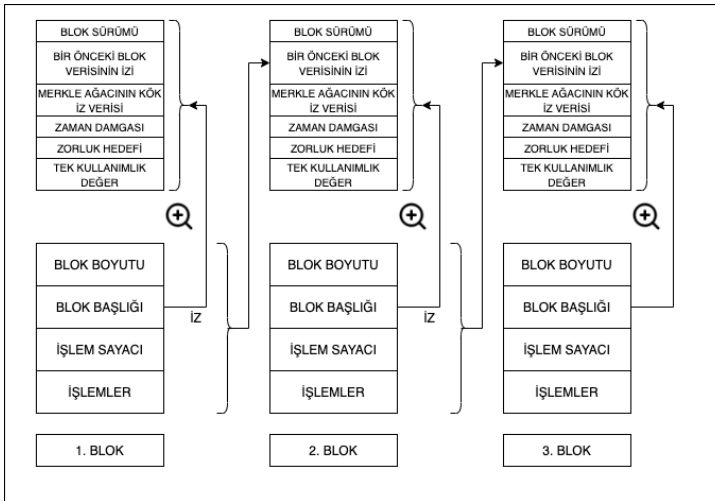 BLOK SÜRÜMÜ
BİR ÖNCEKİ BLOK
VERİSİNİN İZİ
MERKLE AĞACININ KÖK
İZ VERİSİ
ZAMAN DAMGASI
ZORLUK HEDEFİ
TEK KULLANIMLIK
DEĞER
BLOK BOYUTU
BLOK BAŞLIĞI
İZ
İŞLEM SAYACI
İŞLEMLER
1. BLOK
BLOK SÜRÜMÜ
BİR ÖNCEKİ BLOK
VERİSİNİN İZİ
MERKLE AĞACININ KÖK
İZ VERİSİ
ZAMAN DAMGASI
ZORLUK HEDEFİ
TEK KULLANIMLIK
DEĞER
BLOK BOYUTU
BLOK BAŞLIĞI
İZ
İŞLEM SAYACI
İŞLEMLER
2. BLOK
BLOK SÜRÜMÜ
BİR ÖNCEKİ BLOK
VERİSİNİN İZİ
MERKLE AĞACININ KÖK
İZ VERİSİ
ZAMAN DAMGASI
ZORLUK HEDEFİ
TEK KULLANIMLIK
DEĞER
BLOK BOYUTU
BLOK BAŞLIĞI
İŞLEM SAYACI
İŞLEMLER
3. BLOK